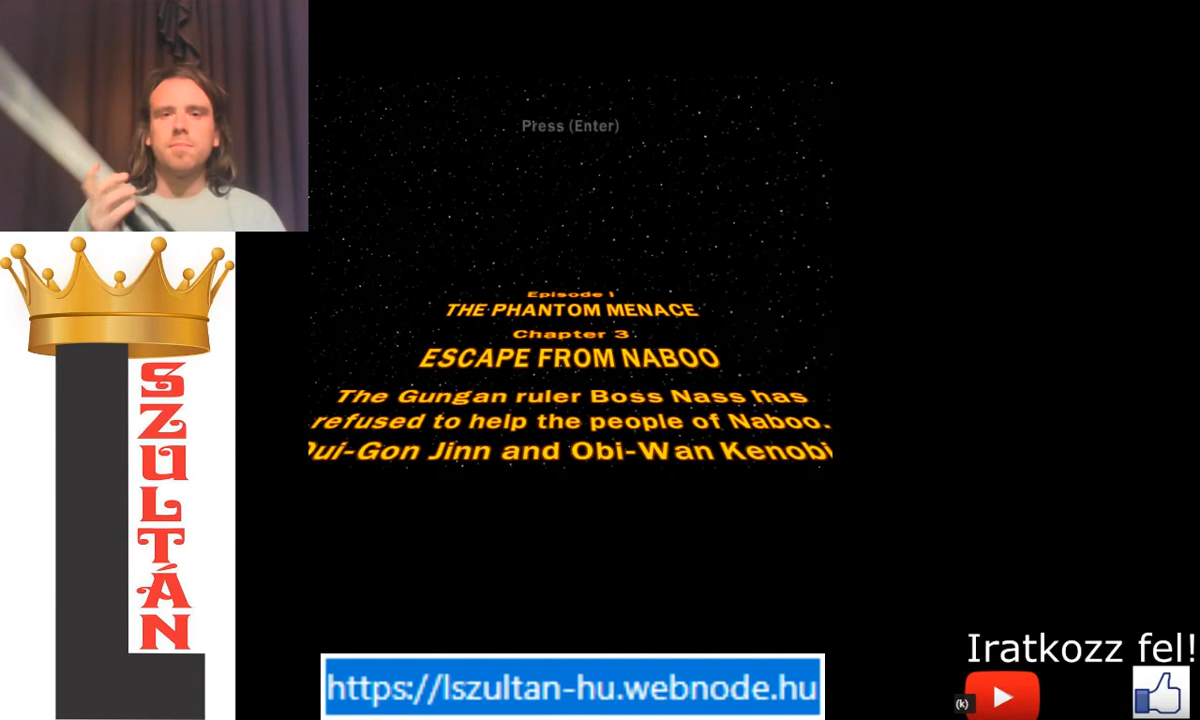 Press (Enter)
Episode I
THE PHANTOM MENACE
Chapter 3
ESCAPE FROM NABOO
The Gungan ruler Boss Nass has
refused to help the people of Naboo.
Qui-Gon Jinn and Obi-Wan Kenobi
L
SZULTÁN
https://lszultan-hu.webnode.hu
Iratkozz fel!
(k)